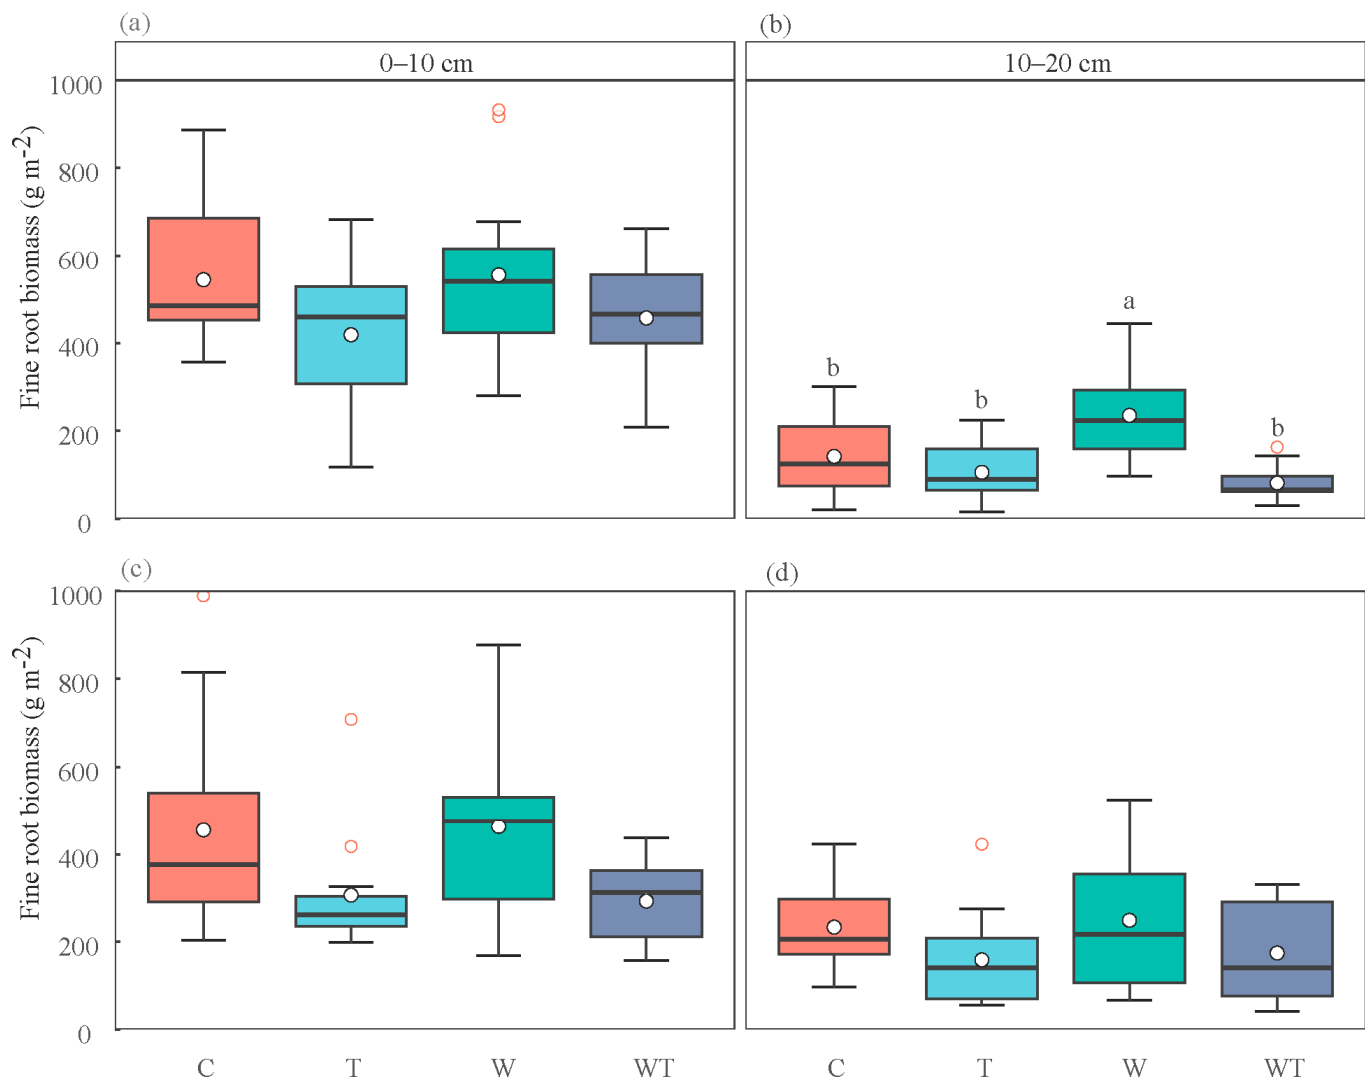 (a)
(b)
0–10 cm
10–20 cm
Fine root biomass (g m-2)
1000
800
600
400
200
0
b
b
a
b
(c)
(d)
Fine root biomass (g m-2)
1000
800
600
400
200
0
C
T
W
WT
C
T
W
WT